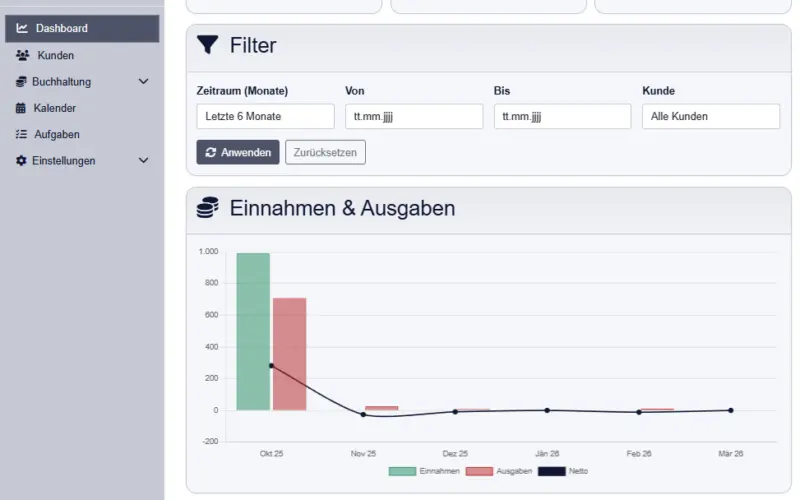 Dashboard
Kunden
Buchhaltung
Kalender
Aufgaben
Einstellungen
Filter
Zeitraum (Monate) Von Bis Kunde
Letzte 6 Monate tt.mm.jjjj tt.mm.jjjj Alle Kunden
Anwenden Zurücksetzen
Einnahmen & Ausgaben
1.000
800
600
400
200
0
-200
Okt 25 Nov 25 Dez 25 Jän 26 Feb 26 Mär 26
Einnahmen Ausgaben Netto